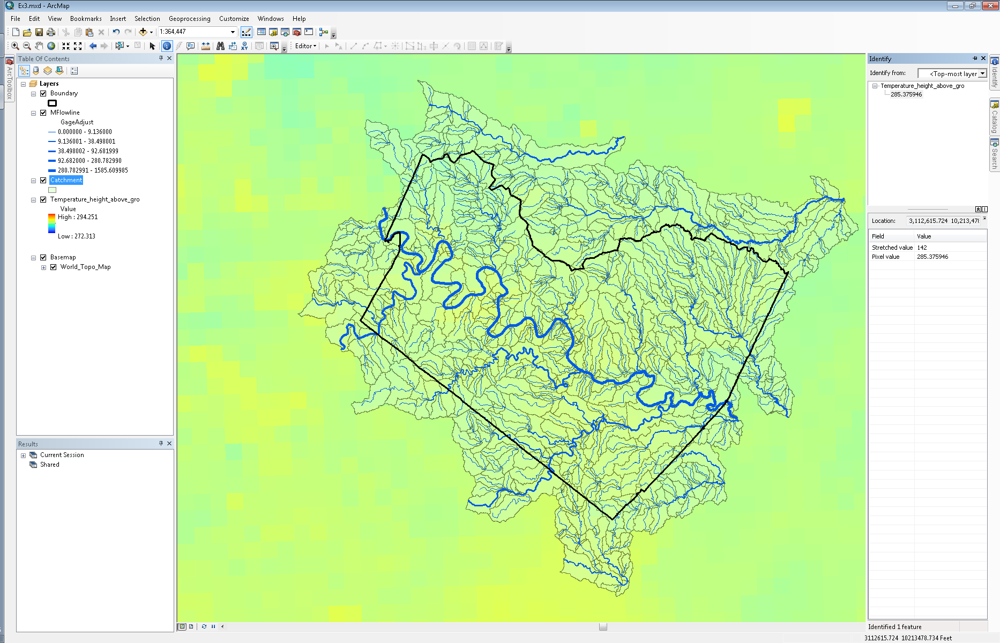 Ex3.mxd - ArcMap
File Edit View Bookmarks Insert Selection Geoprocessing Customize Windows Help
1:364,447
Editor
Table Of Contents
ArcToolbox
Layers
Boundary
MFlowline
GageAdjust
0.000000 - 9.136000
9.136001 - 38.498001
38.498002 - 92.681999
92.682000 - 280.782990
280.782991 - 1585.609985
Catchment
Temperature_height_above_gro
Value
High : 294.251
Low : 272.313
Basemap
World_Topo_Map
Results
Current Session
Shared
Identify
Identify from: <Top-most layer
Temperature_height_above_gro
285.375946
Location: 3,112,615.724 10,213,478
Field Value
Stretched value 142
Pixel value 285.375946
Identified 1 feature
3112615.724 10213478.734 Feet
Identify
Catalog
Search